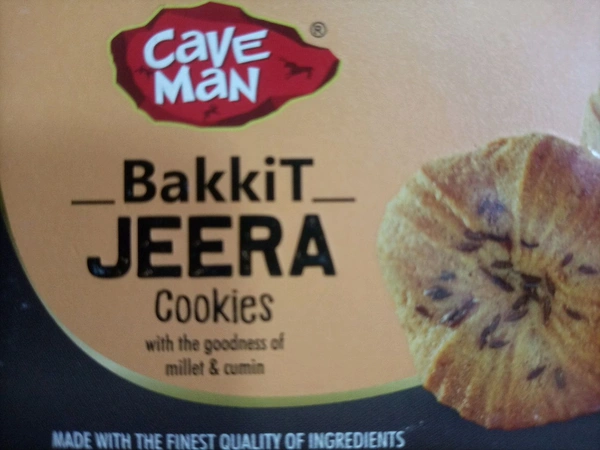 CAVE
MAN
®
BakkiT
JEERA
Cookies
with the goodness of
millet & cumin
MADE WITH THE FINEST QUALITY OF INGREDIENTS